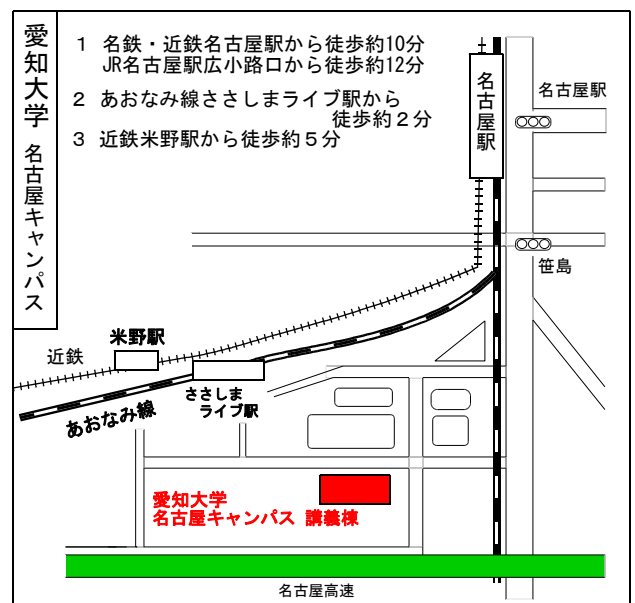 愛知大学 名古屋キャンパス
1 名鉄・近鉄名古屋駅から徒歩約10分
JR名古屋駅広小路口から徒歩約12分
2 あおなみ線ささしまライブ駅から
徒歩約2分
3 近鉄米野駅から徒歩約5分
名古屋駅
名古屋駅
笹島
米野駅
近鉄
ささしま
ライブ駅
あおなみ線
愛知大学
名古屋キャンパス 講義棟
名古屋高速